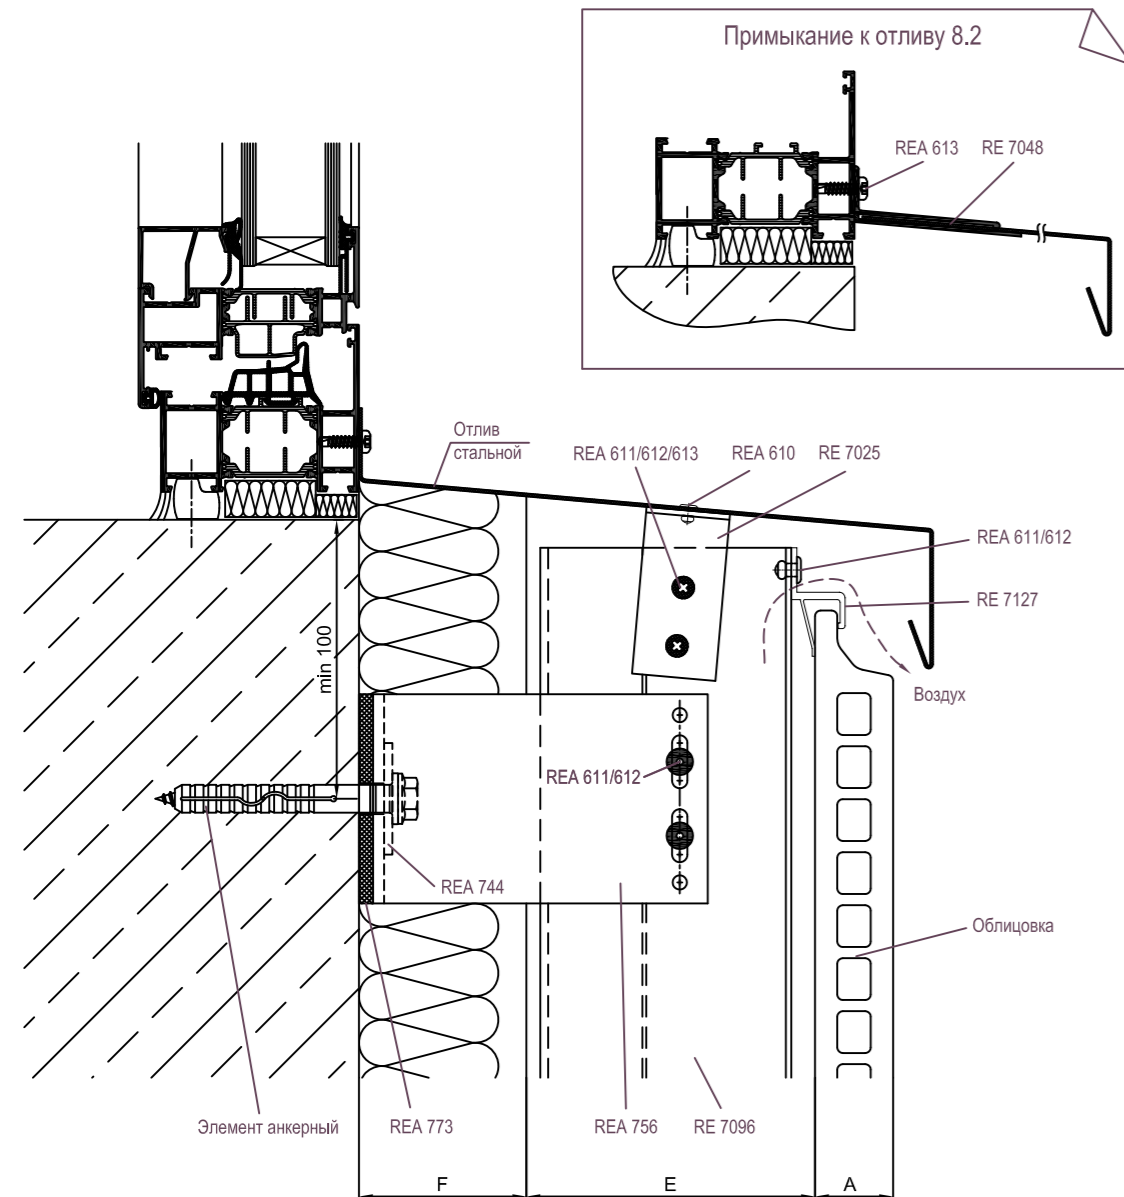 Примыкание к отливу 8.2
REA 613
RE 7048
Отлив
стальной
REA 611/612/613
REA 610
RE 7025
REA 611/612
RE 7127
min 100
Воздух
REA 611/612
REA 744
Облицовка
Элемент анкерный
REA 773
REA 756
RE 7096
F
E
A